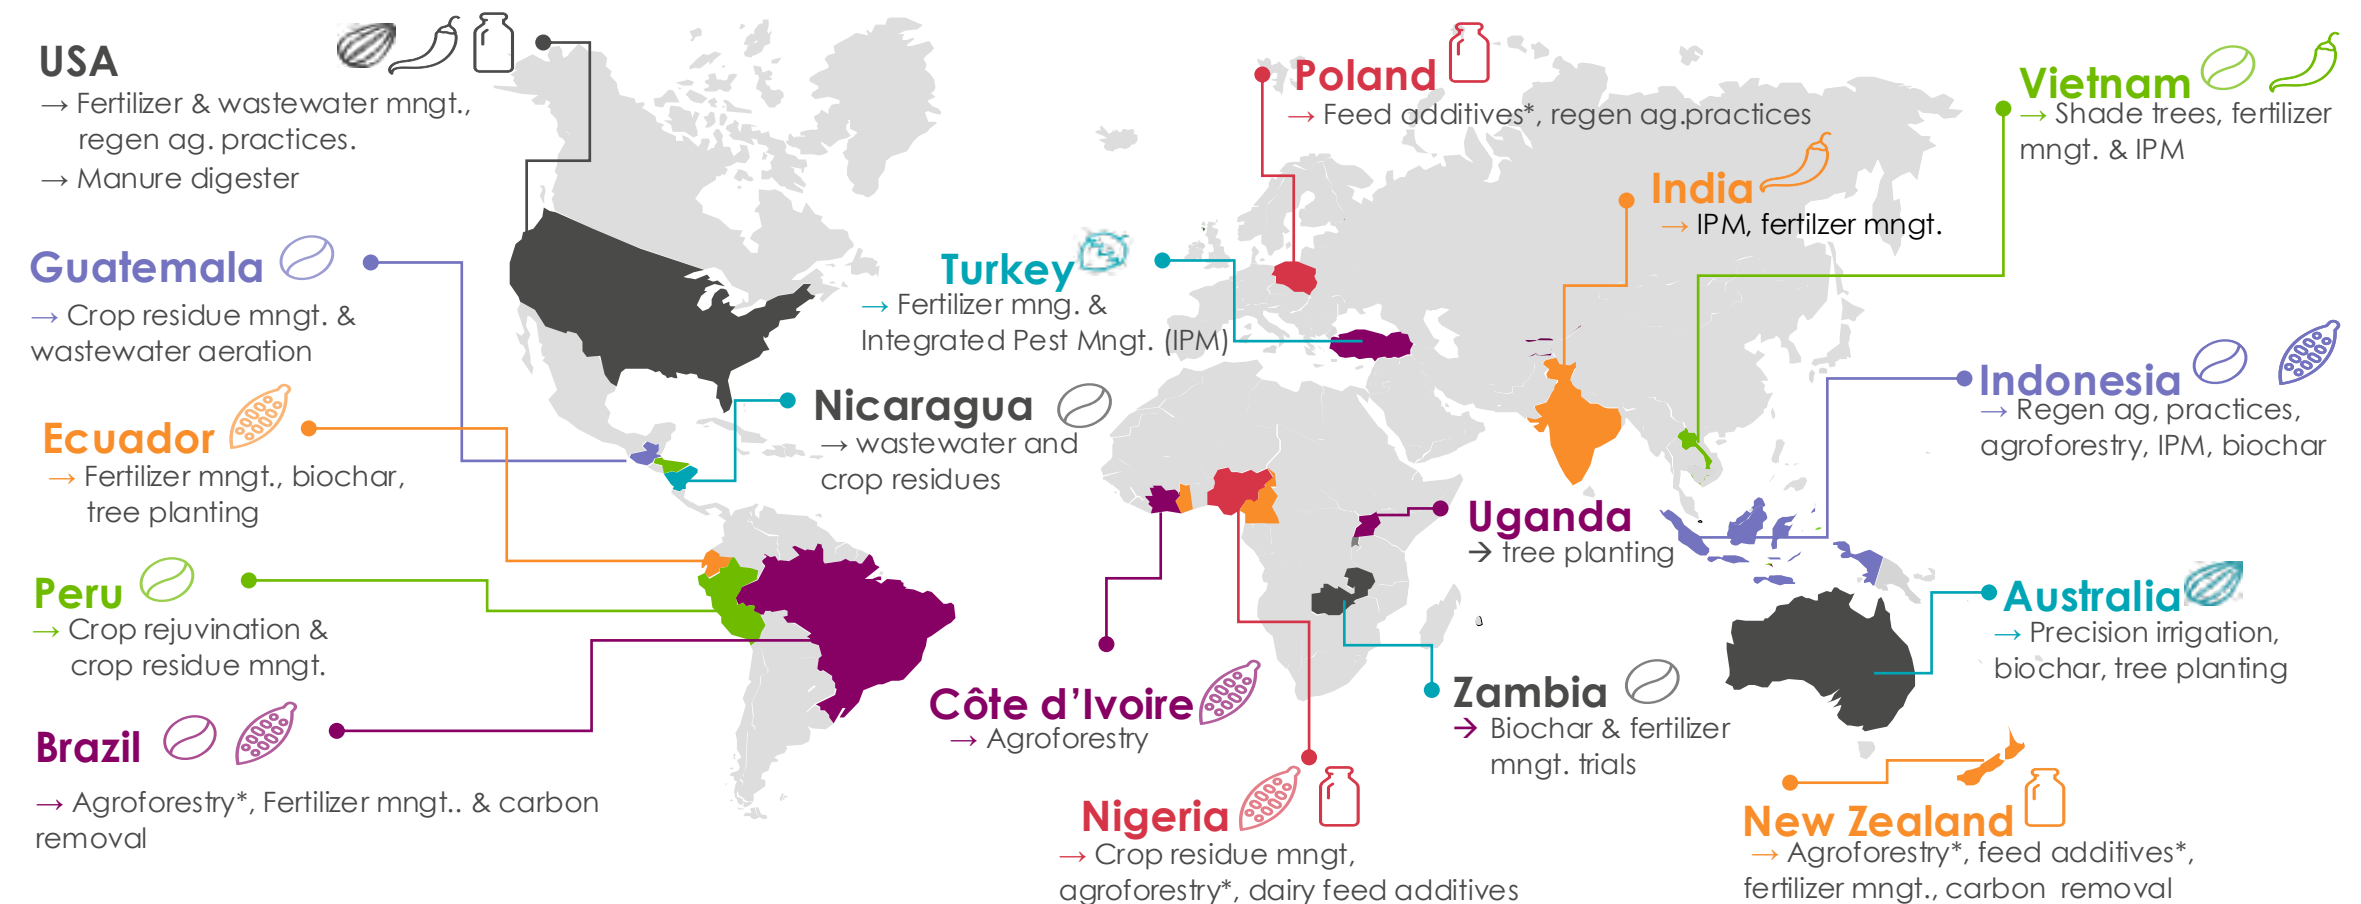 USA
→ Fertilizer & wastewater mngt.,
regen ag. practices.
→ Manure digester
Guatemala
→ Crop residue mngt. &
wastewater aeration
Ecuador
→ Fertilizer mngt., biochar,
tree planting
Peru
→ Crop rejuvination &
crop residue mngt.
Brazil
→ Agroforestry*, Fertilizer mngt.. & carbon
removal
Nicaragua
→ wastewater and
crop residues
Turkey
→ Fertilizer mng. &
Integrated Pest Mngt. (IPM)
Poland
→ Feed additives*, regen ag.practices
India
→ IPM, fertilzer mngt.
Vietnam
→ Shade trees, fertilizer
mngt. & IPM
Indonesia
→ Regen ag, practices,
agroforestry, IPM, biochar
Uganda
→ tree planting
Côte d’Ivoire
→ Agroforestry
Nigeria
→ Crop residue mngt,
agroforestry*, dairy feed additives
Zambia
→ Biochar & fertilizer
mngt. trials
Australia
→ Precision irrigation,
biochar, tree planting
New Zealand
→ Agroforestry*, feed additives*,
fertilizer mngt., carbon removal